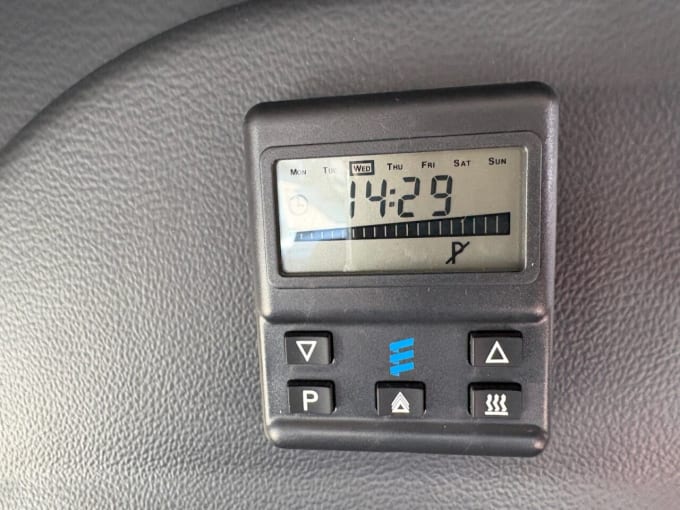 MON TUE WED THU FRI SAT SUN
14:29
P
P